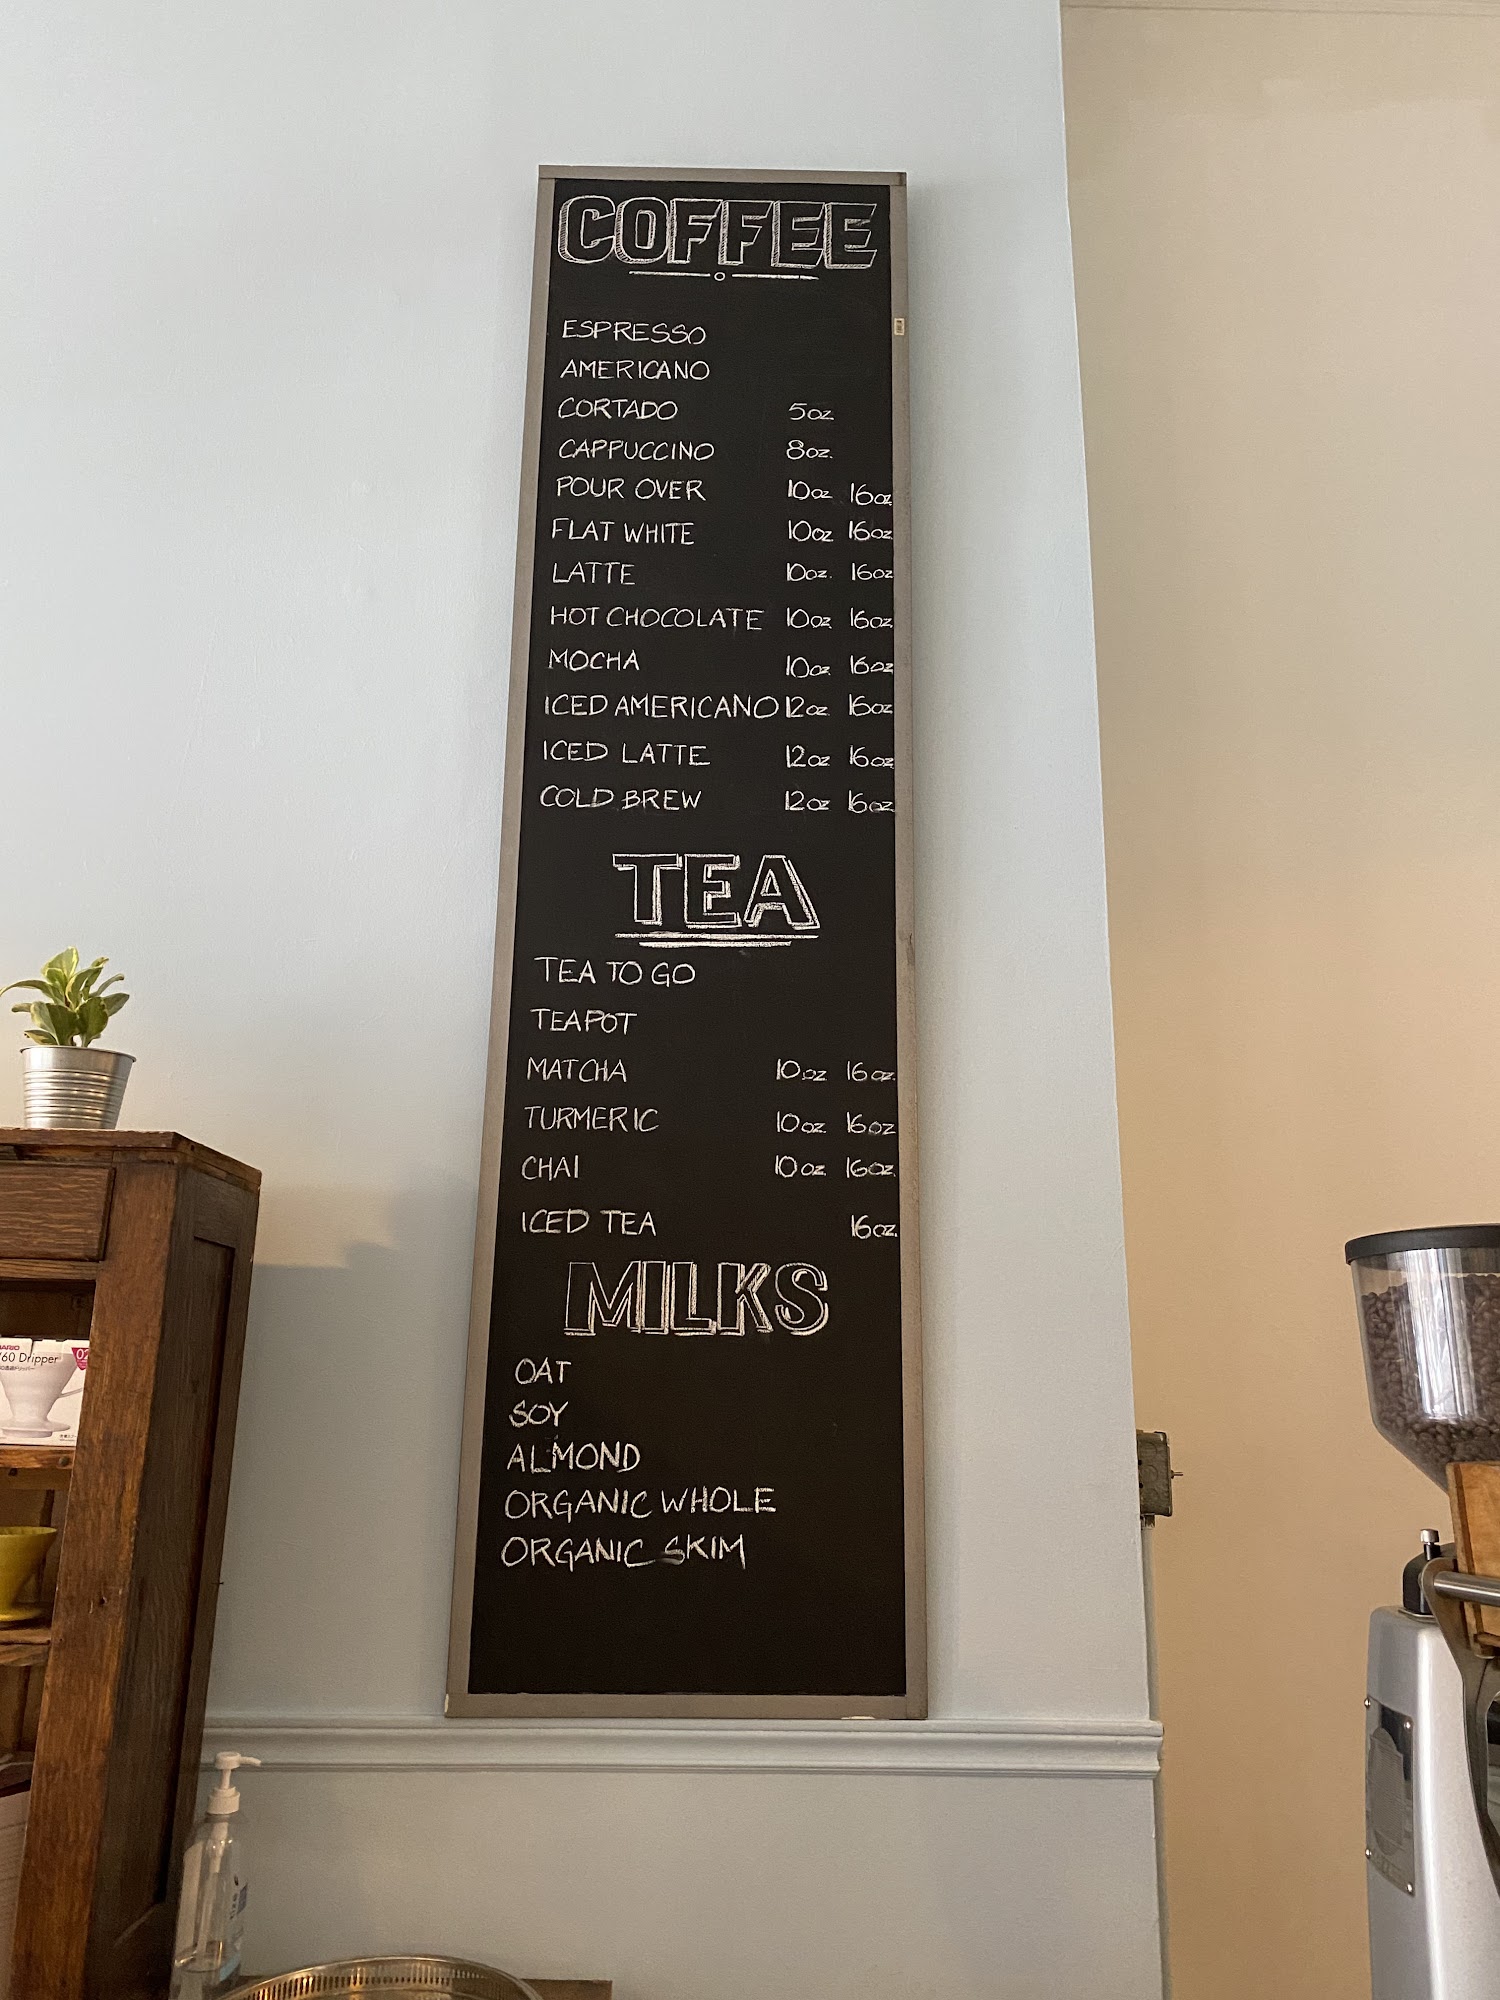 COFFEE
ESPRESSO
AMERICANO
CORTADO 5oz
CAPPUCCINO 8oz.
POUR OVER 10oz 16oz
FLAT WHITE 10oz 16oz
LATTE 10oz. 16oz
HOT CHOCOLATE 10oz 16oz
MOCHA 10oz 16oz
ICED AMERICANO 12oz 16oz
ICED LATTE 12oz 16oz
COLD BREW 12oz 16oz
TEA
TEA TO GO
TEAPOT
MATCHA 10oz 16oz
TURMERIC 10oz 16oz
CHAI 10oz 16oz.
ICED TEA 16oz.
MILKS
OAT
SOY
ALMOND
ORGANIC WHOLE
ORGANIC SKIM
60 Dripper 02